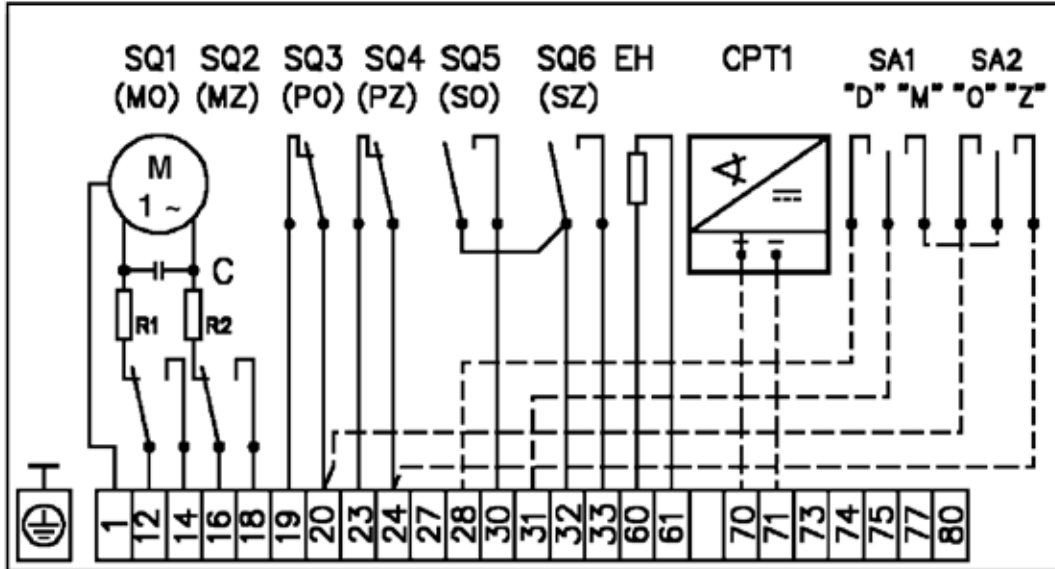 SQ1 SQ2 SQ3 SQ4 SQ5 SQ6 EH CPT1 SA1 SA2
(MO) (MZ) (PO) (PZ) (SO) (SZ) "D" "M" "O" "Z"
M
1 ~
+ −
C
R1 R2
1 12 14 16 18 19 20 23 24 27 28 30 31 32 33 60 61 70 71 73 74 75 77 80